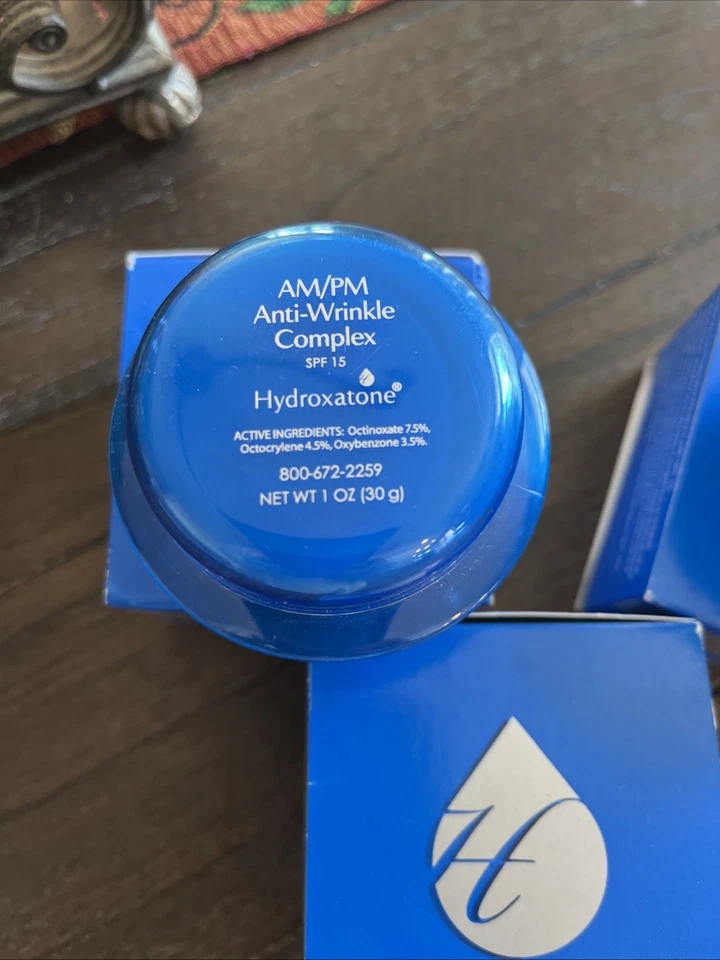 AM/PM
Anti-Wrinkle
Complex
SPF 15
Hydroxatone®
ACTIVE INGREDIENTS: Octinoxate 7.5%,
Octocrylene 4.5%, Oxybenzone 3.5%.
800-672-2259
NET WT 1 OZ (30 g)
H